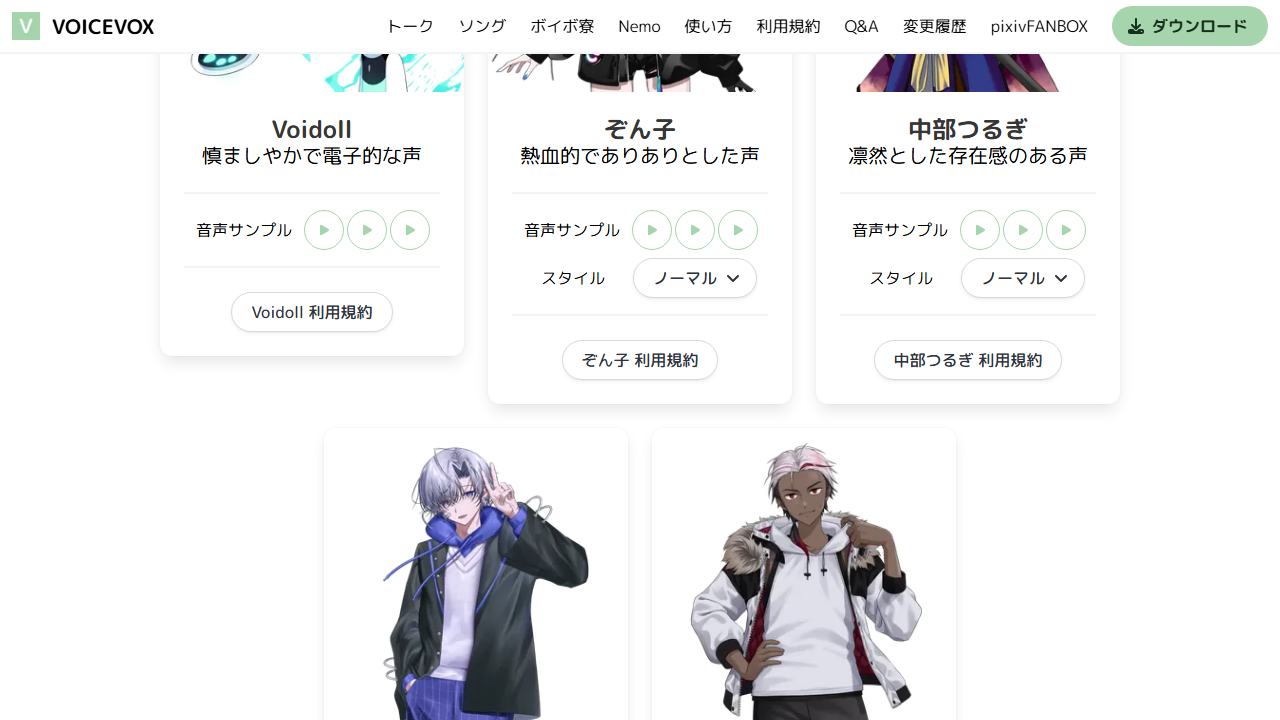 V VOICEVOX トーク ソング ボイボ寮 Nemo 使い方 利用規約 Q&A 変更履歴 pixivFANBOX ダウンロード
Voidoll
慎ましやかで電子的な声
音声サンプル
Voidoll 利用規約
ぞん子
熱血的でありありとした声
音声サンプル
スタイル ノーマル
ぞん子 利用規約
中部つるぎ
凛然とした存在感のある声
音声サンプル
スタイル ノーマル
中部つるぎ 利用規約